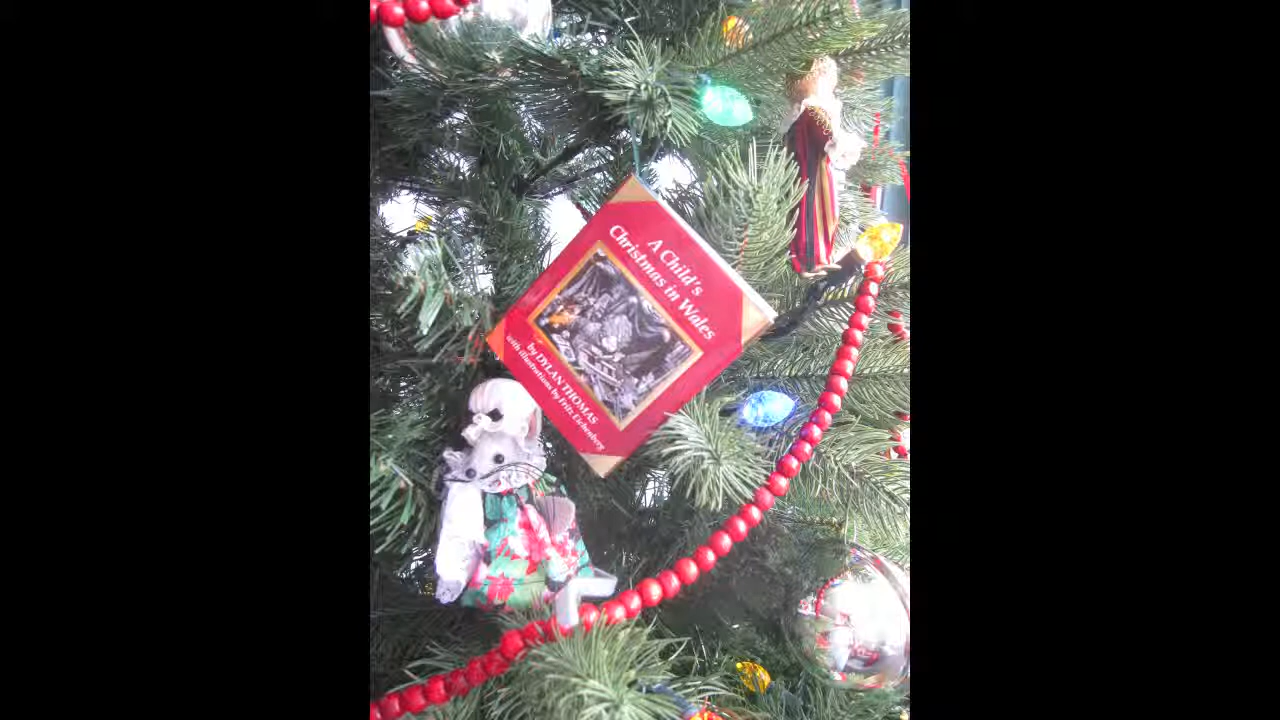 A Child's
Christmas in Wales
by DYLAN THOMAS
with illustrations by Fritz Eichenberg